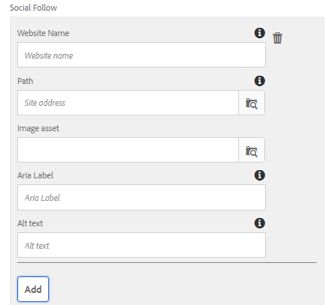 Social Follow
Website Name
Website name
Path
Site address
Image asset
Aria Label
Aria Label
Alt text
Alt text
Add